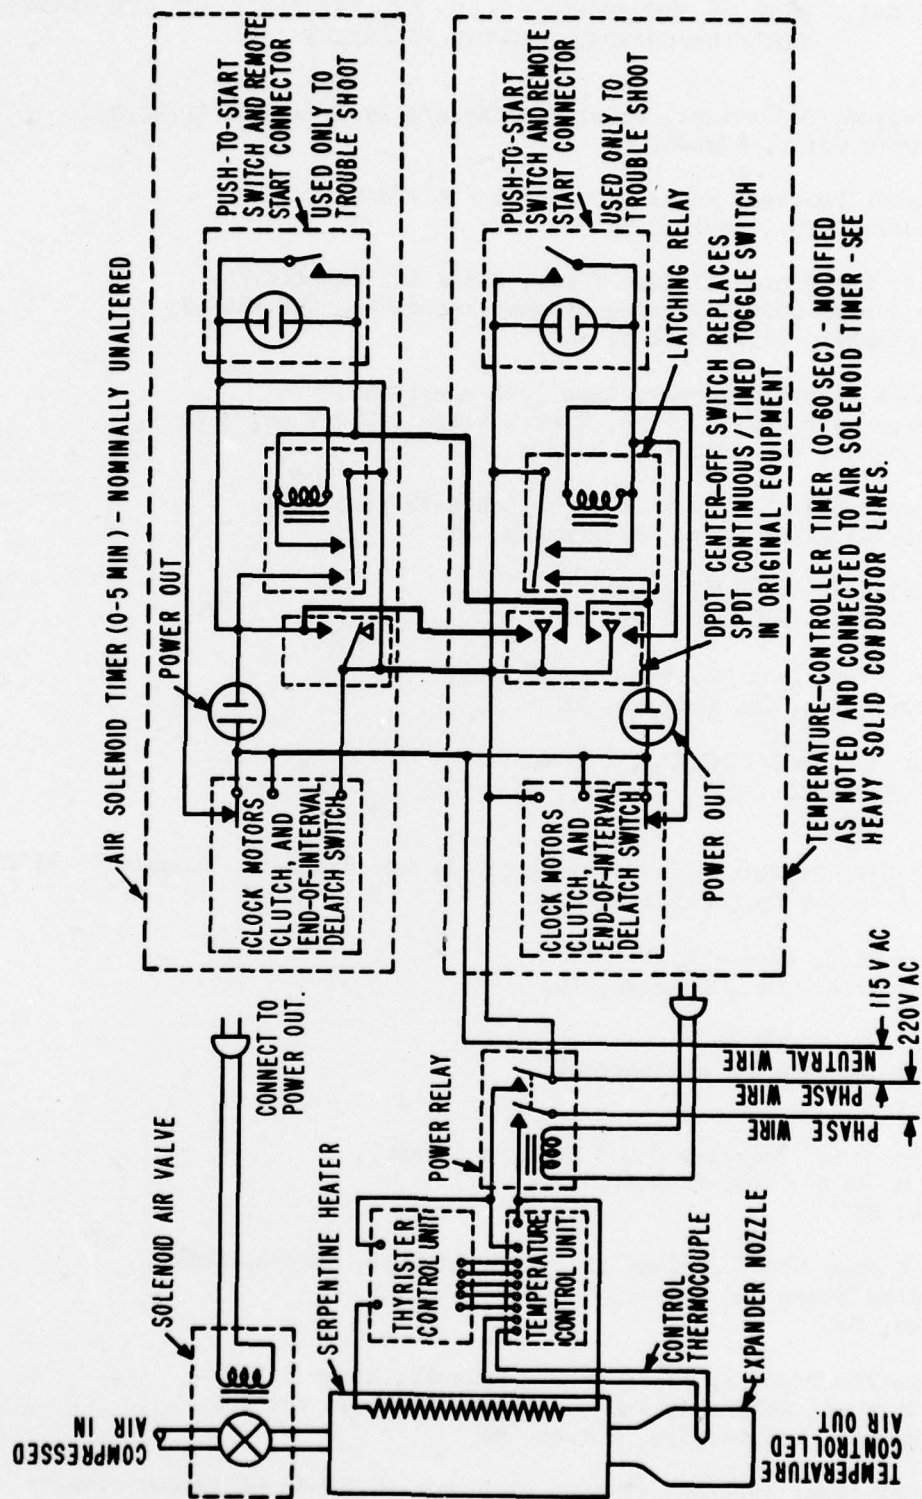 AIR SOLENOID TIMER (0-5 MIN) - NOMINALLY UNALTERED
PUSH-TO-START
SWITCH AND REMOTE
START CONNECTOR
USED ONLY TO
TROUBLE SHOOT
POWER OUT
CLOCK MOTORS
CLUTCH, AND
END-OF-INTERVAL
DELATCH SWITCH
PUSH-TO-START
SWITCH AND REMOTE
START CONNECTOR
USED ONLY TO
TROUBLE SHOOT
LATCHING RELAY
DPDT CENTER-OFF SWITCH REPLACES
SPDT CONTINUOUS/TIMED TOGGLE SWITCH
IN ORIGINAL EQUIPMENT
CLOCK MOTORS
CLUTCH, AND
END-OF-INTERVAL
DELATCH SWITCH
POWER OUT
TEMPERATURE-CONTROLLER TIMER (0-60 SEC) - MODIFIED
AS NOTED AND CONNECTED TO AIR SOLENOID TIMER-SEE
HEAVY SOLID CONDUCTOR LINES.
SOLENOID AIR VALVE
CONNECT TO
POWER OUT.
COMPRESSED
AIR IN
SERPENTINE HEATER
POWER RELAY
THYRISTER
CONTROL UNIT
TEMPERATURE
CONTROL UNIT
CONTROL
THERMOCOUPLE
EXPANDER NOZZLE
TEMPERATURE
CONTROLLED
AIR OUT
NEUTRAL WIRE
PHASE WIRE
PHASE WIRE
115 V AC
220V AC